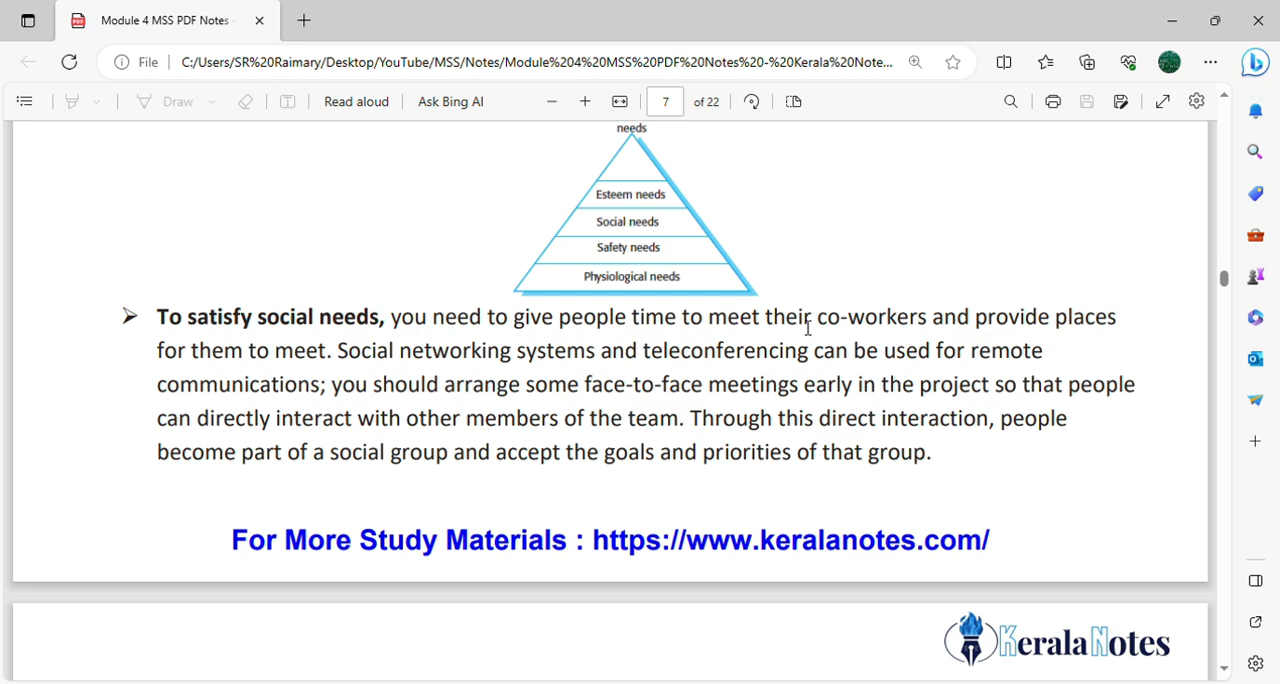 Module 4 MSS PDF Notes -
File
C:/Users/SR%20Raimary/Desktop/YouTube/MSS/Notes/Module%204%20MSS%20PDF%20Notes%20-%20Kerala%20Note...
Draw
Read aloud
Ask Bing AI
7
of 22
needs
Esteem needs
Social needs
Safety needs
Physiological needs
➢ To satisfy social needs, you need to give people time to meet their co-workers and provide places
for them to meet. Social networking systems and teleconferencing can be used for remote
communications; you should arrange some face-to-face meetings early in the project so that people
can directly interact with other members of the team. Through this direct interaction, people
become part of a social group and accept the goals and priorities of that group.
For More Study Materials : https://www.keralanotes.com/
KeralaNotes